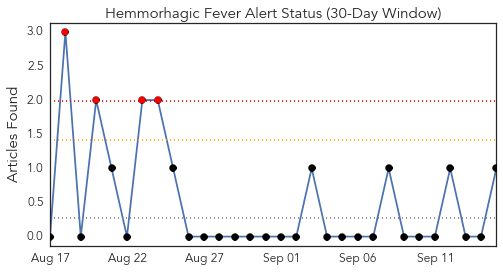 Hemmorhagic Fever Alert Status (30-Day Window)
Articles Found
3.0
2.5
2.0
1.5
1.0
0.5
0.0
Aug 17 Aug 22 Aug 27 Sep 01 Sep 06 Sep 11